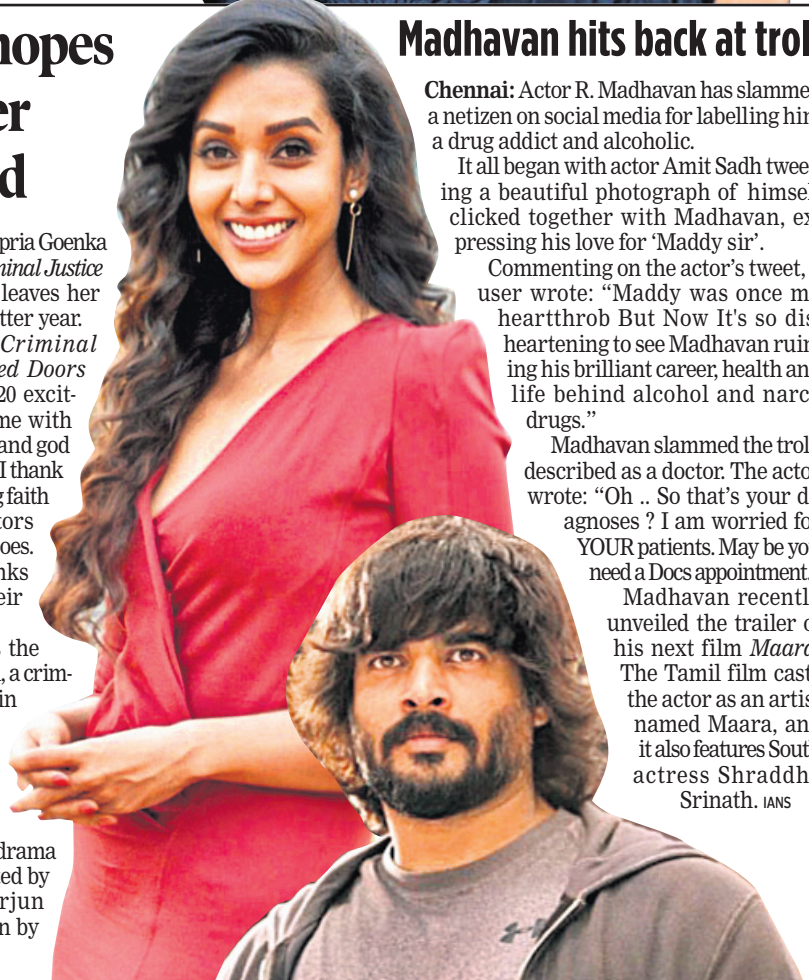 hopes
er
d
pria Goenka
minal Justice
leaves her
tter year.
Criminal
ed Doors
20 excit-
me with
and god
I thank
g faith
tors
oes.
nks
eir
the
, a crim-
in
drama
ted by
rjun
n by
Madhavan hits back at trol
Chennai: Actor R. Madhavan has slamme
a netizen on social media for labelling hi
a drug addict and alcoholic.
It all began with actor Amit Sadh twee
ing a beautiful photograph of himsel
clicked together with Madhavan, ex
pressing his love for ‘Maddy sir’.
Commenting on the actor’s tweet,
user wrote: “Maddy was once m
heartthrob But Now It's so dis
heartening to see Madhavan ruin
ing his brilliant career, health an
life behind alcohol and narc
drugs.”
Madhavan slammed the trol
described as a doctor. The acto
wrote: “Oh .. So that’s your d
agnoses ? I am worried fo
YOUR patients. May be yo
need a Docs appointment.
Madhavan recentl
unveiled the trailer o
his next film Maara
The Tamil film cast
the actor as an artis
named Maara, an
it also features Sout
actress Shraddh
Srinath. IANS